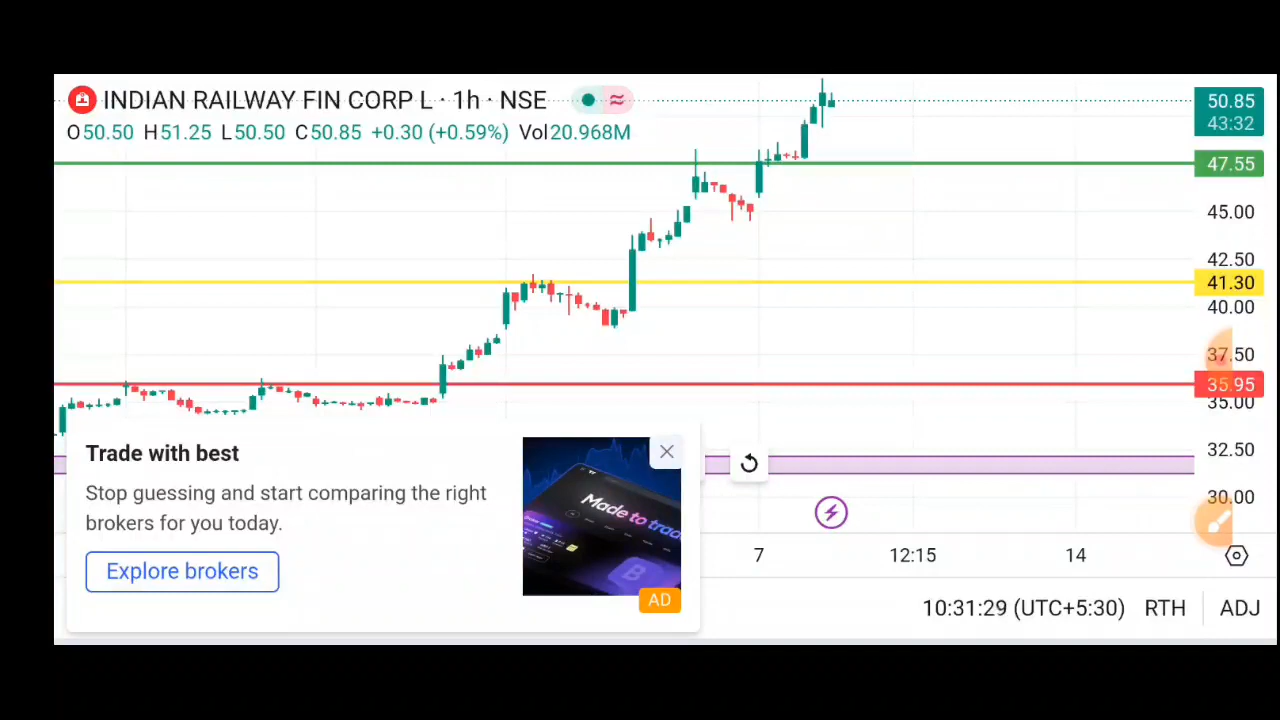 INDIAN RAILWAY FIN CORP L · 1h · NSE
O50.50 H51.25 L50.50 C50.85 +0.30 (+0.59%) Vol20.968M
50.85
43:32
47.55
45.00
42.50
41.30
40.00
37.50
35.95
35.00
32.50
30.00
Trade with best
Stop guessing and start comparing the right
brokers for you today.
Explore brokers
Made to trad
AD
7 12:15 14
10:31:29 (UTC+5:30) RTH ADJ